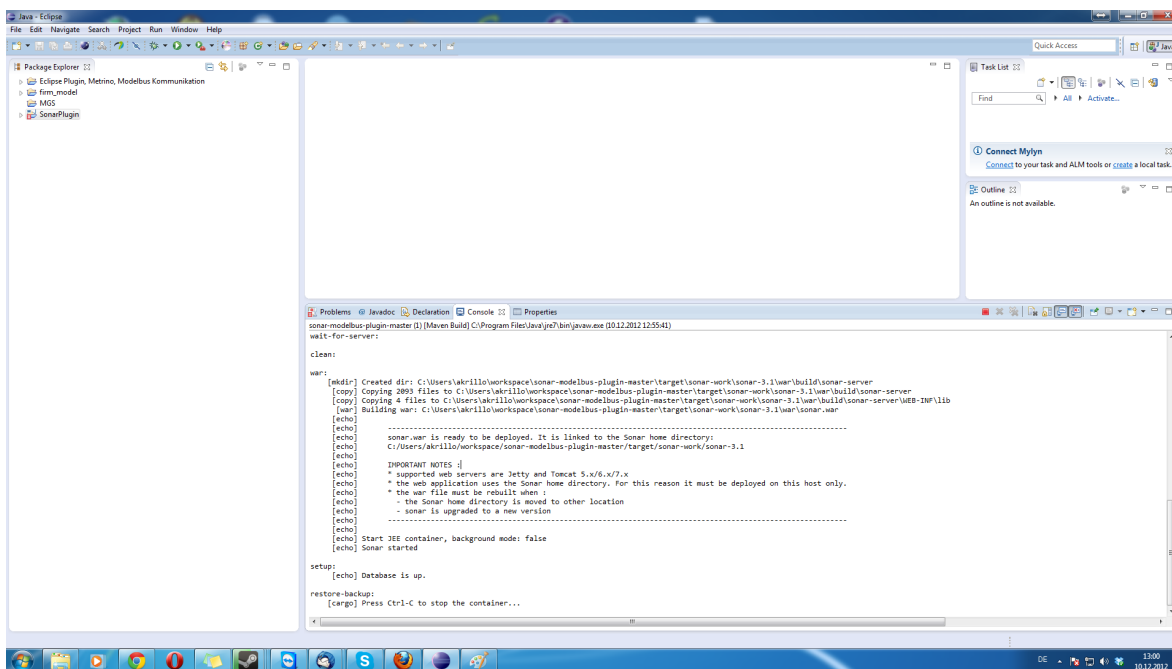 Java - Eclipse
File Edit Navigate Search Project Run Window Help
Quick Access
Java
Package Explorer
Eclipse Plugin, Metrino, Modelbus Kommunikation
firm_model
MGS
SonarPlugin
Task List
Find
All
Activate...
Connect Mylyn
Connect to your task and ALM tools or create a local task.
Outline
An outline is not available.
Problems @ Javadoc Declaration Console Properties
sonar-modelbus-plugin-master (1) [Maven Build] C:\Program Files\Java\jre7\bin\javaw.exe (10.12.2012 12:55:41)
wait-for-server:
clean:
war:
[mkdir] Created dir: C:\Users\akrillo\workspace\sonar-modelbus-plugin-master\target\sonar-work\sonar-3.1\war\build\sonar-server
[copy] Copying 2093 files to C:\Users\akrillo\workspace\sonar-modelbus-plugin-master\target\sonar-work\sonar-3.1\war\build\sonar-server
[copy] Copying 4 files to C:\Users\akrillo\workspace\sonar-modelbus-plugin-master\target\sonar-work\sonar-3.1\war\build\sonar-server\WEB-INF\lib
[war] Building war: C:\Users\akrillo\workspace\sonar-modelbus-plugin-master\target\sonar-work\sonar-3.1\war\sonar.war
[echo]
[echo] -----------------------------------------------------------------------------------------
[echo] sonar.war is ready to be deployed. It is linked to the Sonar home directory:
[echo] C:/Users/akrillo/workspace/sonar-modelbus-plugin-master/target/sonar-work/sonar-3.1
[echo]
[echo] IMPORTANT NOTES :
[echo] * supported web servers are Jetty and Tomcat 5.x/6.x/7.x
[echo] * the web application uses the Sonar home directory. For this reason it must be deployed on this host only.
[echo] * the war file must be rebuilt when :
[echo] - the Sonar home directory is moved to other location
[echo] - sonar is upgraded to a new version
[echo] -----------------------------------------------------------------------------------------
[echo]
[echo] Start JEE container, background mode: false
[echo] Sonar started
setup:
[echo] Database is up.
restore-backup:
[cargo] Press Ctrl-C to stop the container...
DE
13:00
10.12.2012